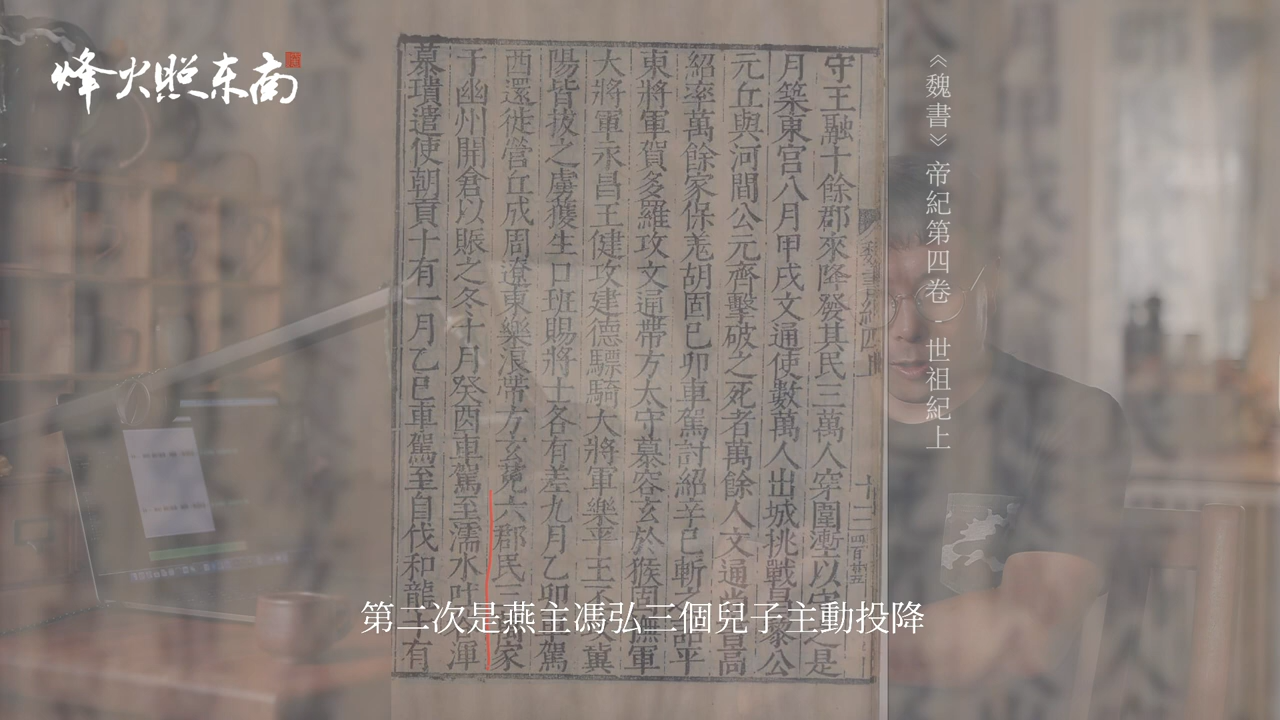 烽火照东南
《魏書》帝紀第四卷－世祖紀上
守王融十餘郡來降發其民三萬人穿圍壍以守之是
月築東宮八月甲戌文通使數萬人出城挑戰昌黎公
元丘與河間公元齊擊破之死者萬餘人文通尚書高
紹率萬餘家保羌胡固己卯車駕討紹辛巳斬之詔平
東將軍賀多羅攻文通帶方太守慕容玄於猴固撫軍
大將軍永昌王健攻建德驃騎大將軍樂平王丕攻冀
陽皆拔之虜獲生口班賜將士各有差九月乙卯車駕
西還徙營丘成周遼東樂浪帶方玄菟六郡民三萬家
于幽州開倉以賑之冬十月癸酉車駕至濡水吐谷渾
慕璝遣使朝貢十有一月乙巳車駕至自伐和龍十有
第二次是燕主馮弘三個兒子主動投降